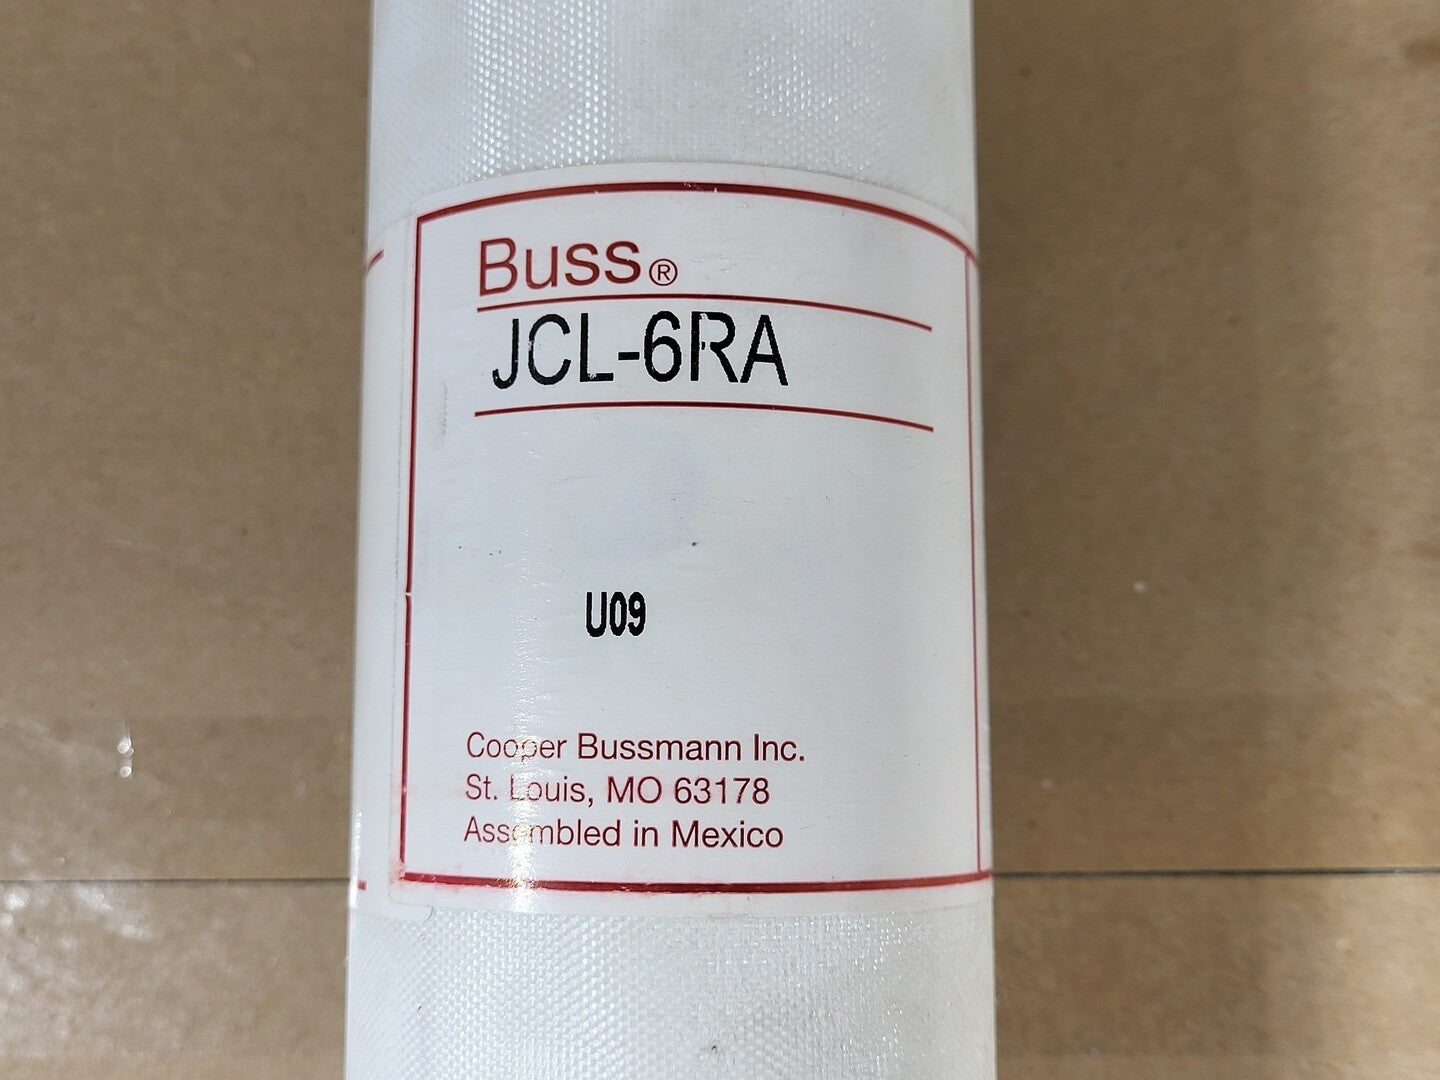 Buss®
JCL-6RA
U09
Cooper Bussmann Inc.
St. Louis, MO 63178
Assembled in Mexico